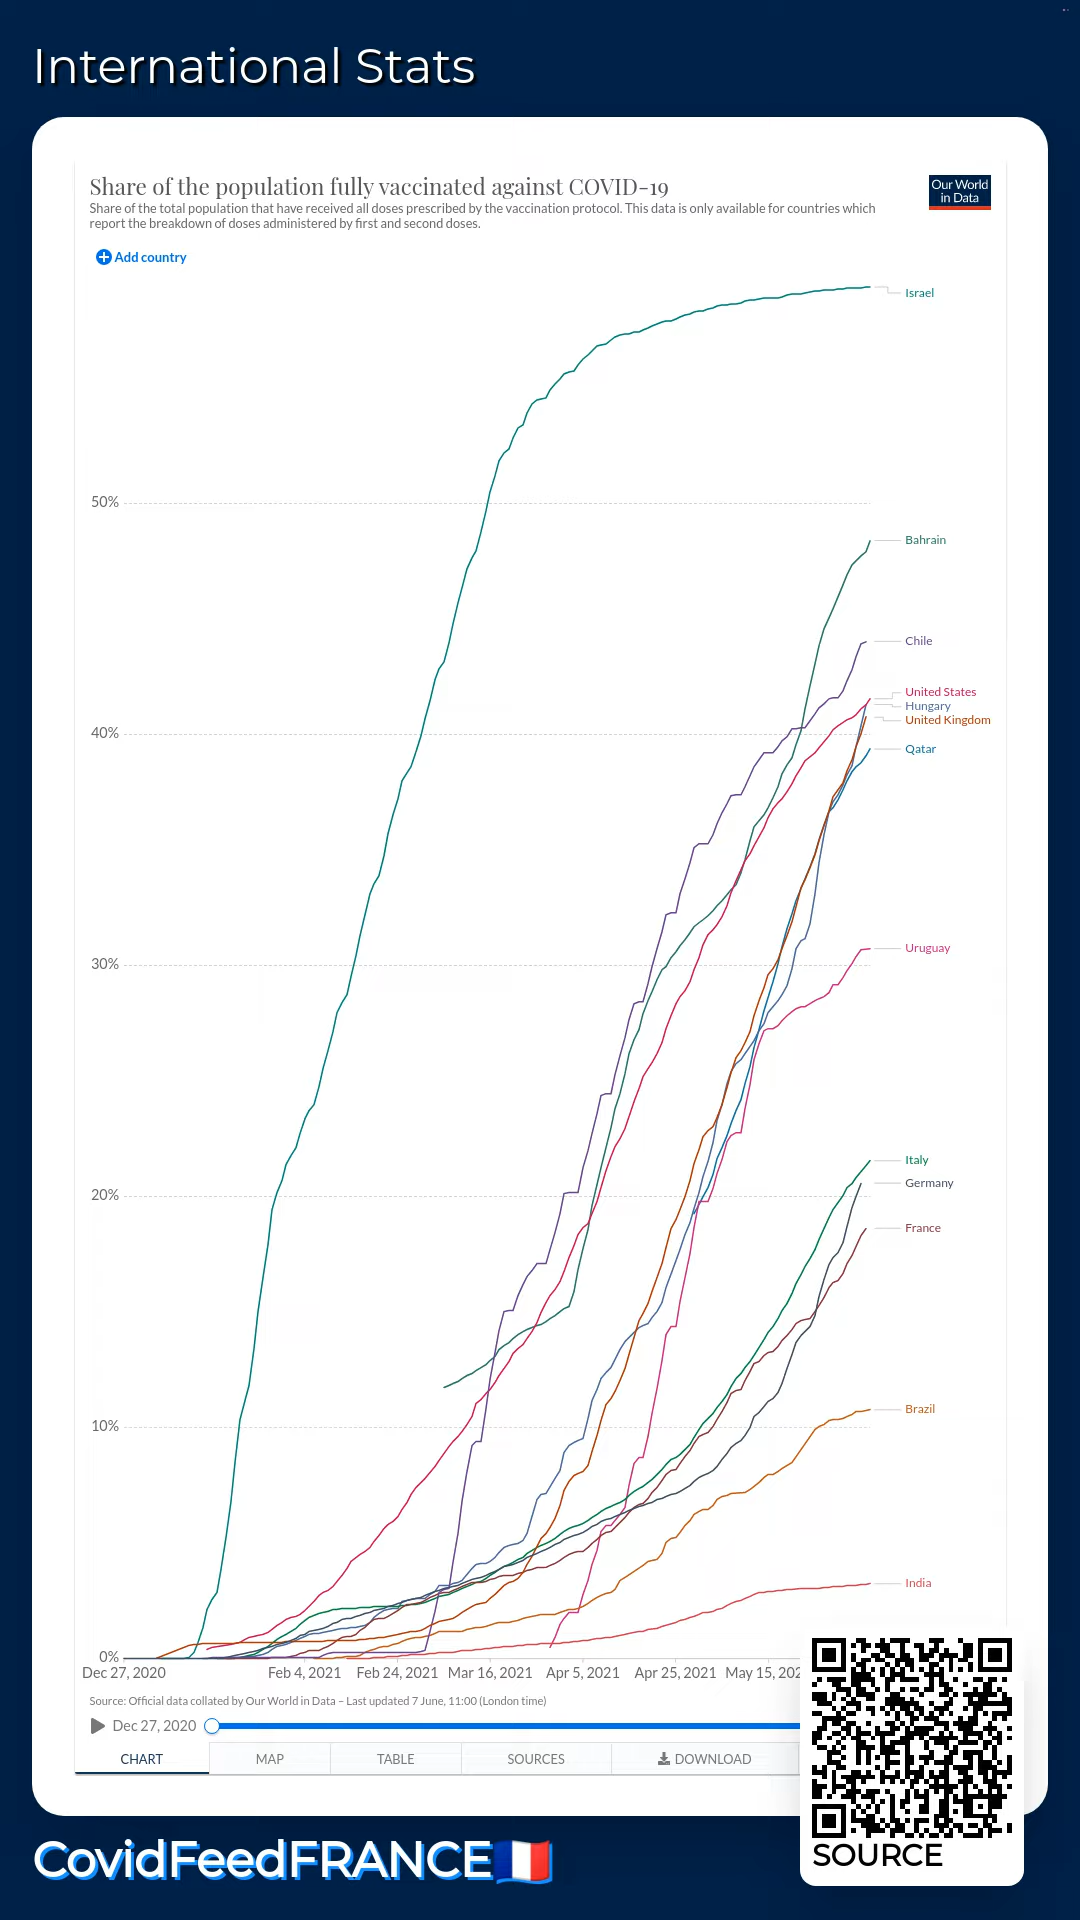 International Stats
Share of the population fully vaccinated against COVID-19
Our World
in Data
Share of the total population that have received all doses prescribed by the vaccination protocol. This data is only available for countries which
report the breakdown of doses administered by first and second doses.
Add country
Israel
50%
Bahrain
Chile
United States
Hungary
United Kingdom
40%
Qatar
30%
Uruguay
Italy
Germany
20%
France
Brazil
10%
India
0%
Dec 27, 2020 Feb 4, 2021 Feb 24, 2021 Mar 16, 2021 Apr 5, 2021 Apr 25, 2021 May 15, 202
Source: Official data collated by Our World in Data – Last updated 7 June, 11:00 (London time)
Dec 27, 2020
CHART MAP TABLE SOURCES DOWNLOAD
SOURCE
CovidFeedFRANCE